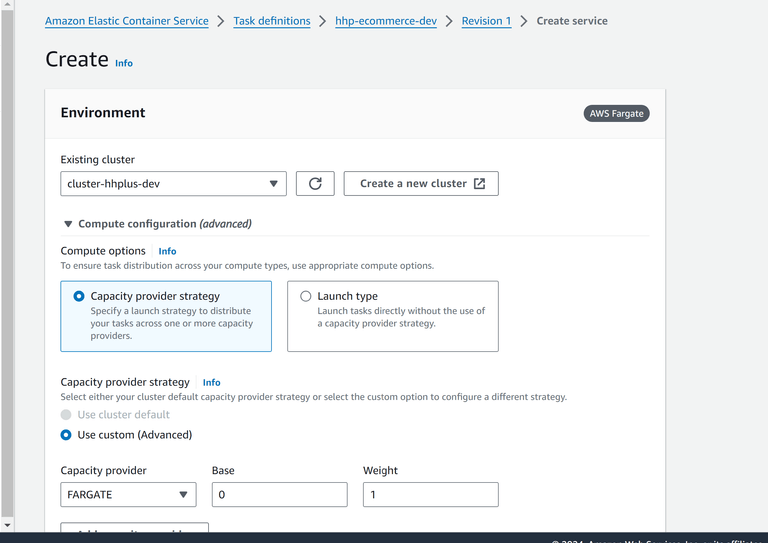 Amazon Elastic Container Service > Task definitions > hhp-ecommerce-dev > Revision 1 > Create service
Create Info
Environment
AWS Fargate
Existing cluster
cluster-hhplus-dev
Create a new cluster
Compute configuration (advanced)
Compute options Info
To ensure task distribution across your compute types, use appropriate compute options.
Capacity provider strategy
Specify a launch strategy to distribute
your tasks across one or more capacity
providers.
Launch type
Launch tasks directly without the use of
a capacity provider strategy.
Capacity provider strategy Info
Select either your cluster default capacity provider strategy or select the custom option to configure a different strategy.
Use cluster default
Use custom (Advanced)
Capacity provider Base Weight
FARGATE 0 1